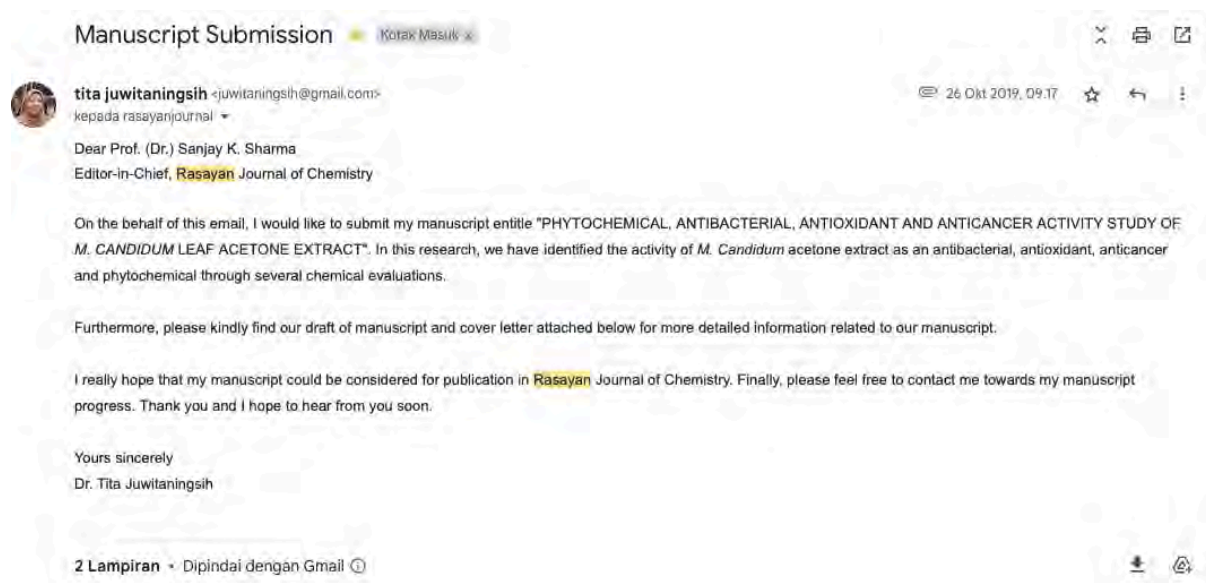 Manuscript Submission Kotak Masuk x
tita juwitaningsih <juwitaningsih@gmail.com> 26 Okt 2019, 09.17
kepada rasayanjournal
Dear Prof. (Dr.) Sanjay K. Sharma
Editor-in-Chief, Rasayan Journal of Chemistry
On the behalf of this email, I would like to submit my manuscript entitle "PHYTOCHEMICAL, ANTIBACTERIAL, ANTIOXIDANT AND ANTICANCER ACTIVITY STUDY OF
M. CANDIDUM LEAF ACETONE EXTRACT". In this research, we have identified the activity of M. Candidum acetone extract as an antibacterial, antioxidant, anticancer
and phytochemical through several chemical evaluations.
Furthermore, please kindly find our draft of manuscript and cover letter attached below for more detailed information related to our manuscript.
I really hope that my manuscript could be considered for publication in Rasayan Journal of Chemistry. Finally, please feel free to contact me towards my manuscript
progress. Thank you and I hope to hear from you soon.
Yours sincerely
Dr. Tita Juwitaningsih
2 Lampiran • Dipindai dengan Gmail